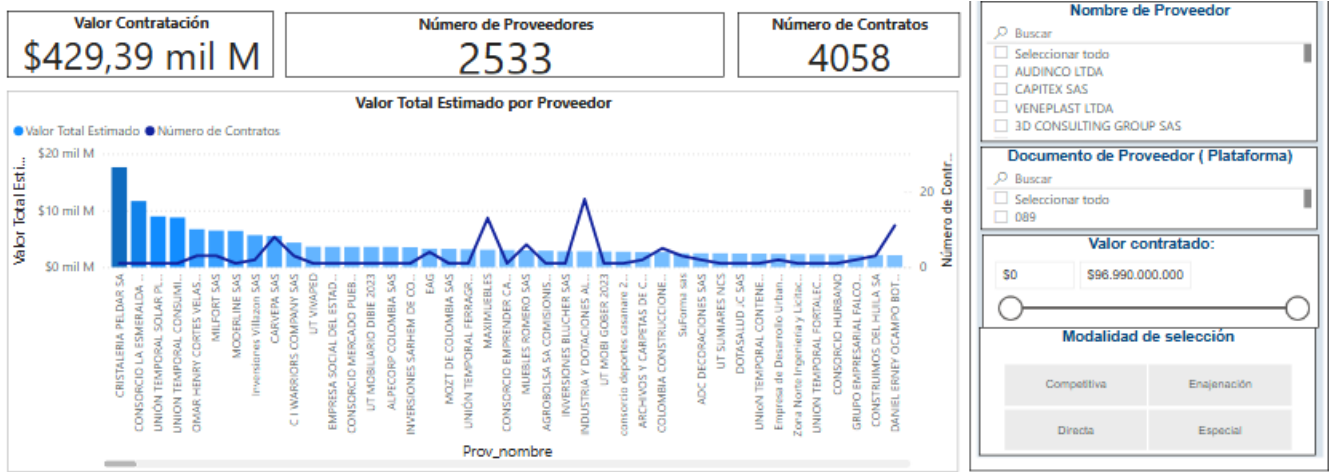 Valor Contratación
$429,39 mil M
Número de Proveedores
2533
Número de Contratos
4058
Valor Total Estimado por Proveedor
Valor Total Estimado
Número de Contratos
Valor Total Esti...
$20 mil M
$10 mil M
$0 mil M
20
0
Número de Contr...
CRISTALERIA PELDAR SA
CONSORCIO LA ESMERALDA ...
UNIÓN TEMPORAL SOLAR PL...
UNION TEMPORAL CONSUMI...
OMAR HENRY CORTES VELAS...
MILFORT SAS
MODERLINE SAS
Inversiones Villazon SAS
CARVEPA SAS
C I WARRIORS COMPANY SAS
UT VIVAPED
EMPRESA SOCIAL DEL ESTAD...
CONSORCIO MERCADO PUEB...
UT MOBILIARIO DIBIE 2023
ALPECORP COLOMBIA SAS
INVERSIONES SARHEM DE CO...
EAG
MOZT DE COLOMBIA SAS
UNIÓN TEMPORAL FERRAGR...
MAXIMUEBLES
CONSORCIO EMPRENDER CA...
MUEBLES ROMERO SAS
AGROBOLSA SA COMISIONIS...
INVERSIONES BLUCHER SAS
INDUSTRIA Y DOTACIONES AL...
UT MOBI GOBER 2023
consorcio deportes casanare 2...
ARCHIVOS Y CARPETAS DE C...
COLOMBIA CONSTRUCCIONE...
SuForma sas
ADC DECORACIONES SAS
UT SUMIARES NCS
DOTASALUD JC SAS
UNIoN TEMPORAL CONTENE...
Empresa de Desarrollo Urban...
Zona Norte Ingenieria y Licitac...
UNION TEMPORAL FORTALEC...
CONSORCIO HURBANO
GRUPO EMPRESARIAL FALCO...
CONSTRUIMOS DEL HUILA SA
DANIEL ERNEY OCAMPO BOT...
Prov_nombre
Nombre de Proveedor
Buscar
Seleccionar todo
AUDINCO LTDA
CAPITEX SAS
VENEPLAST LTDA
3D CONSULTING GROUP SAS
Documento de Proveedor ( Plataforma)
Buscar
Seleccionar todo
089
Valor contratado:
$0
$96.990.000.000
Modalidad de selección
Competitiva
Enajenación
Directa
Especial